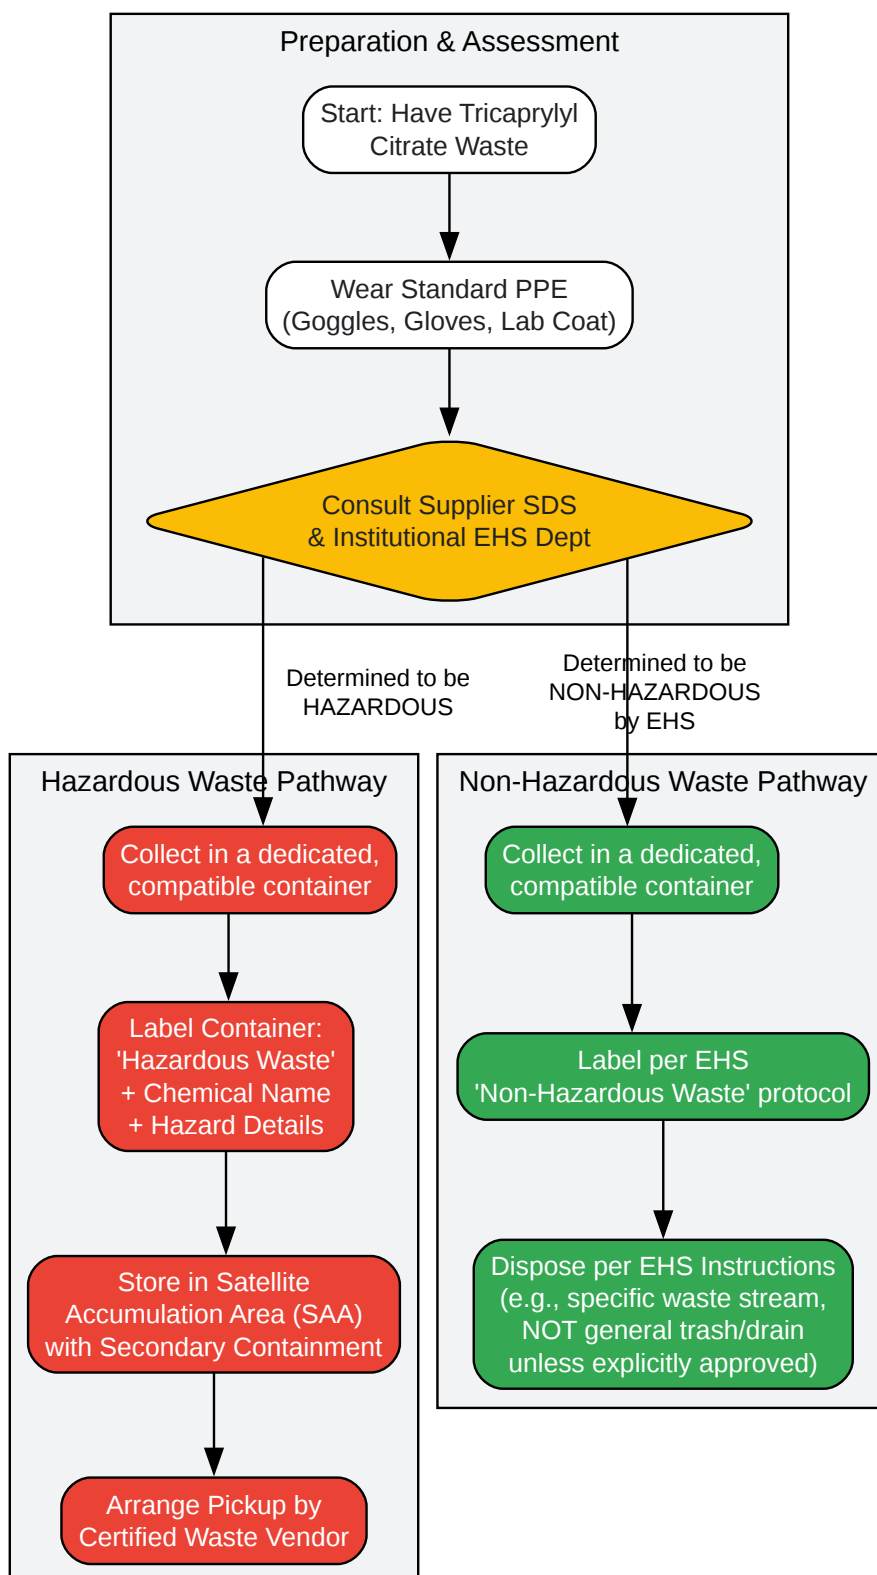 Preparation & Assessment
Start: Have Tricaprylyl
Citrate Waste
Wear Standard PPE
(Goggles, Gloves, Lab Coat)
Consult Supplier SDS
& Institutional EHS Dept
Determined to be
HAZARDOUS
Determined to be
NON-HAZARDOUS
by EHS
Hazardous Waste Pathway
Collect in a dedicated,
compatible container
Label Container:
'Hazardous Waste'
+ Chemical Name
+ Hazard Details
Store in Satellite
Accumulation Area (SAA)
with Secondary Containment
Arrange Pickup by
Certified Waste Vendor
Non-Hazardous Waste Pathway
Collect in a dedicated,
compatible container
Label per EHS
'Non-Hazardous Waste' protocol
Dispose per EHS Instructions
(e.g., specific waste stream,
NOT general trash/drain
unless explicitly approved)